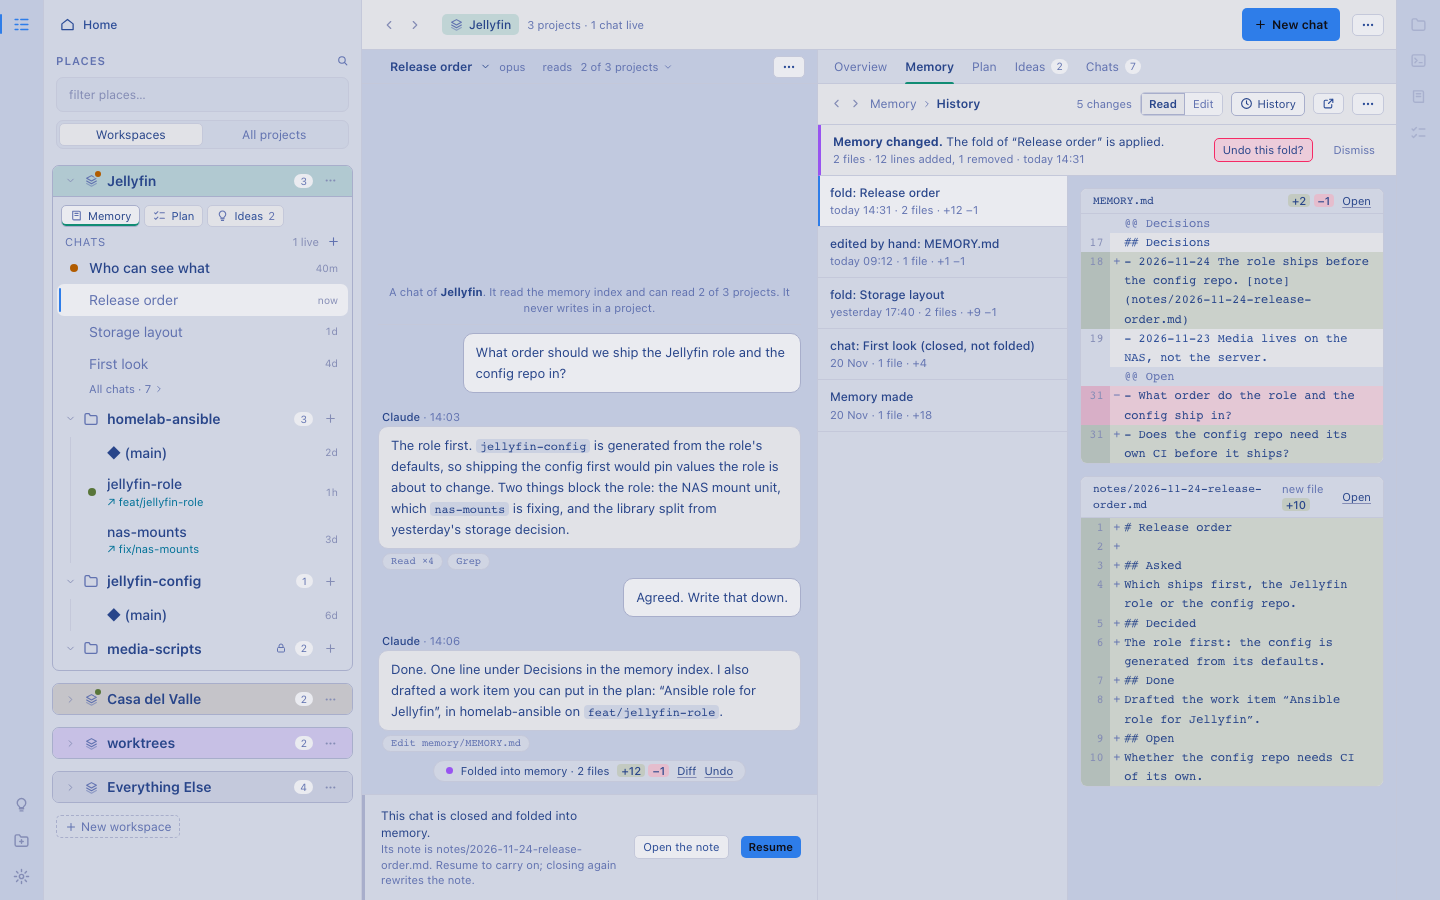 Home
PLACES
filter places...
Workspaces
All projects
Jellyfin
3
Memory
Plan
Ideas 2
CHATS
1 live
Who can see what
40m
Release order
now
Storage layout
1d
First look
4d
All chats · 7
homelab-ansible
3
(main)
2d
jellyfin-role
1h
↗ feat/jellyfin-role
nas-mounts
3d
↗ fix/nas-mounts
jellyfin-config
1
(main)
6d
media-scripts
2
Casa del Valle
2
worktrees
2
Everything Else
4
+ New workspace
Jellyfin
3 projects · 1 chat live
+ New chat
Release order
opus
reads 2 of 3 projects
A chat of Jellyfin. It read the memory index and can read 2 of 3 projects. It
never writes in a project.
What order should we ship the Jellyfin role and the
config repo in?
Claude · 14:03
The role first. jellyfin-config is generated from the role's
defaults, so shipping the config first would pin values the role is
about to change. Two things block the role: the NAS mount unit,
which nas-mounts is fixing, and the library split from
yesterday's storage decision.
Read ×4
Grep
Agreed. Write that down.
Claude · 14:06
Done. One line under Decisions in the memory index. I also
drafted a work item you can put in the plan: “Ansible role for
Jellyfin”, in homelab-ansible on feat/jellyfin-role.
Edit memory/MEMORY.md
Folded into memory · 2 files +12 −1 Diff Undo
This chat is closed and folded into
memory.
Its note is notes/2026-11-24-release-
order.md. Resume to carry on; closing again
rewrites the note.
Open the note
Resume
Overview
Memory
Plan
Ideas 2
Chats 7
Memory › History
5 changes
Read
Edit
History
Memory changed. The fold of “Release order” is applied.
2 files · 12 lines added, 1 removed · today 14:31
Undo this fold?
Dismiss
fold: Release order
today 14:31 · 2 files · +12 −1
edited by hand: MEMORY.md
today 09:12 · 1 file · +1 −1
fold: Storage layout
yesterday 17:40 · 2 files · +9 −1
chat: First look (closed, not folded)
20 Nov · 1 file · +4
Memory made
20 Nov · 1 file · +18
MEMORY.md
+2 −1 Open
@@ Decisions
17 ## Decisions
18 + - 2026-11-24 The role ships before
the config repo. [note]
(notes/2026-11-24-release-
order.md)
19 - 2026-11-23 Media lives on the
NAS, not the server.
@@ Open
31 − - What order do the role and the
config ship in?
31 + - Does the config repo need its
own CI before it ships?
notes/2026-11-24-release-
order.md
new file
+10
Open
1 + # Release order
2 +
3 + ## Asked
4 + Which ships first, the Jellyfin
role or the config repo.
5 + ## Decided
6 + The role first: the config is
generated from its defaults.
7 + ## Done
8 + Drafted the work item “Ansible
role for Jellyfin”.
9 + ## Open
10 + Whether the config repo needs CI
of its own.